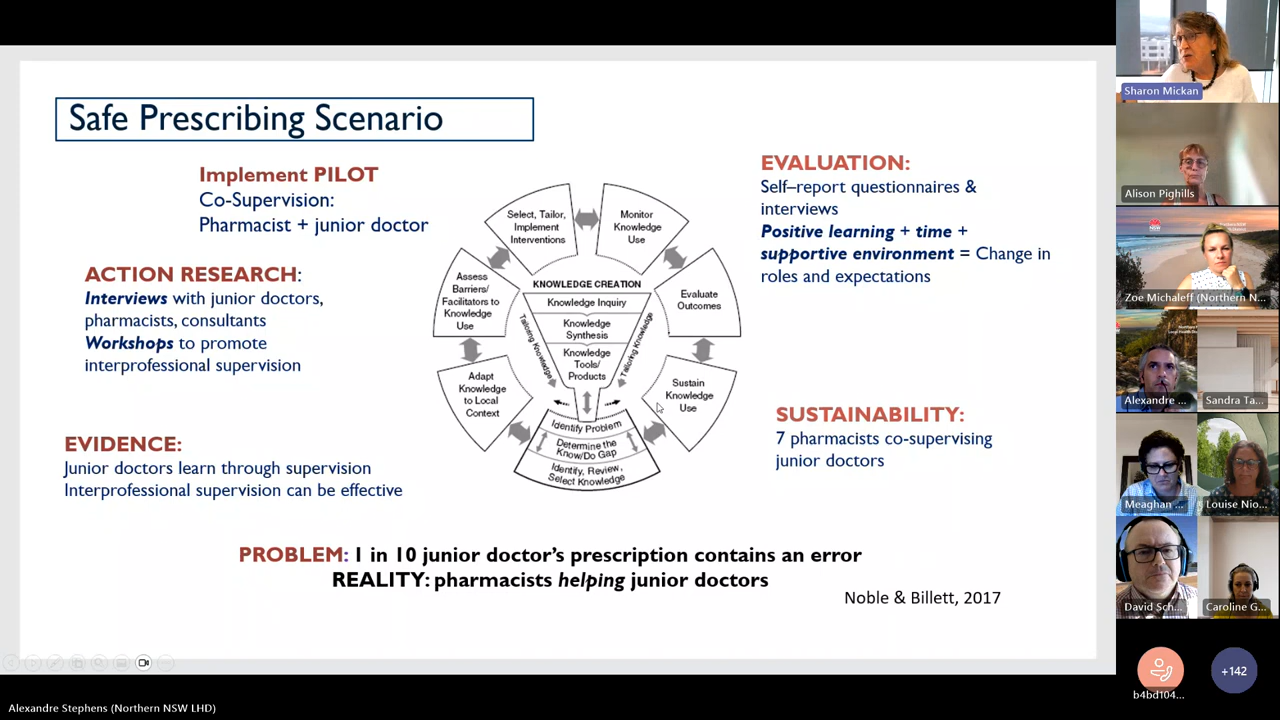 Safe Prescribing Scenario
Implement PILOT
Co-Supervision:
Pharmacist + junior doctor
ACTION RESEARCH:
Interviews with junior doctors,
pharmacists, consultants
Workshops to promote
interprofessional supervision
EVIDENCE:
Junior doctors learn through supervision
Interprofessional supervision can be effective
Select, Tailor,
Implement
Interventions
Monitor
Knowledge
Use
Assess
Barriers/
Facilitators to
Knowledge
Use
Evaluate
Outcomes
Adapt
Knowledge
to Local
Context
Sustain
Knowledge
Use
KNOWLEDGE CREATION
Knowledge Inquiry
Knowledge
Synthesis
Knowledge
Tools/
Products
Tailoring Knowledge
Tailoring Knowledge
Identify Problem
Determine the
Know/Do Gap
Identify, Review,
Select Knowledge
EVALUATION:
Self–report questionnaires &
interviews
Positive learning + time +
supportive environment = Change in
roles and expectations
SUSTAINABILITY:
7 pharmacists co-supervising
junior doctors
PROBLEM: 1 in 10 junior doctor's prescription contains an error
REALITY: pharmacists helping junior doctors
Noble & Billett, 2017
Sharon Mickan
Alison Pighills
Zoe Michaleff (Northern N...
Alexandre ...
Sandra Ta...
Meaghan ...
Louise Nio...
David Sch...
Caroline G...
b4bd104...
+142
Alexandre Stephens (Northern NSW LHD)